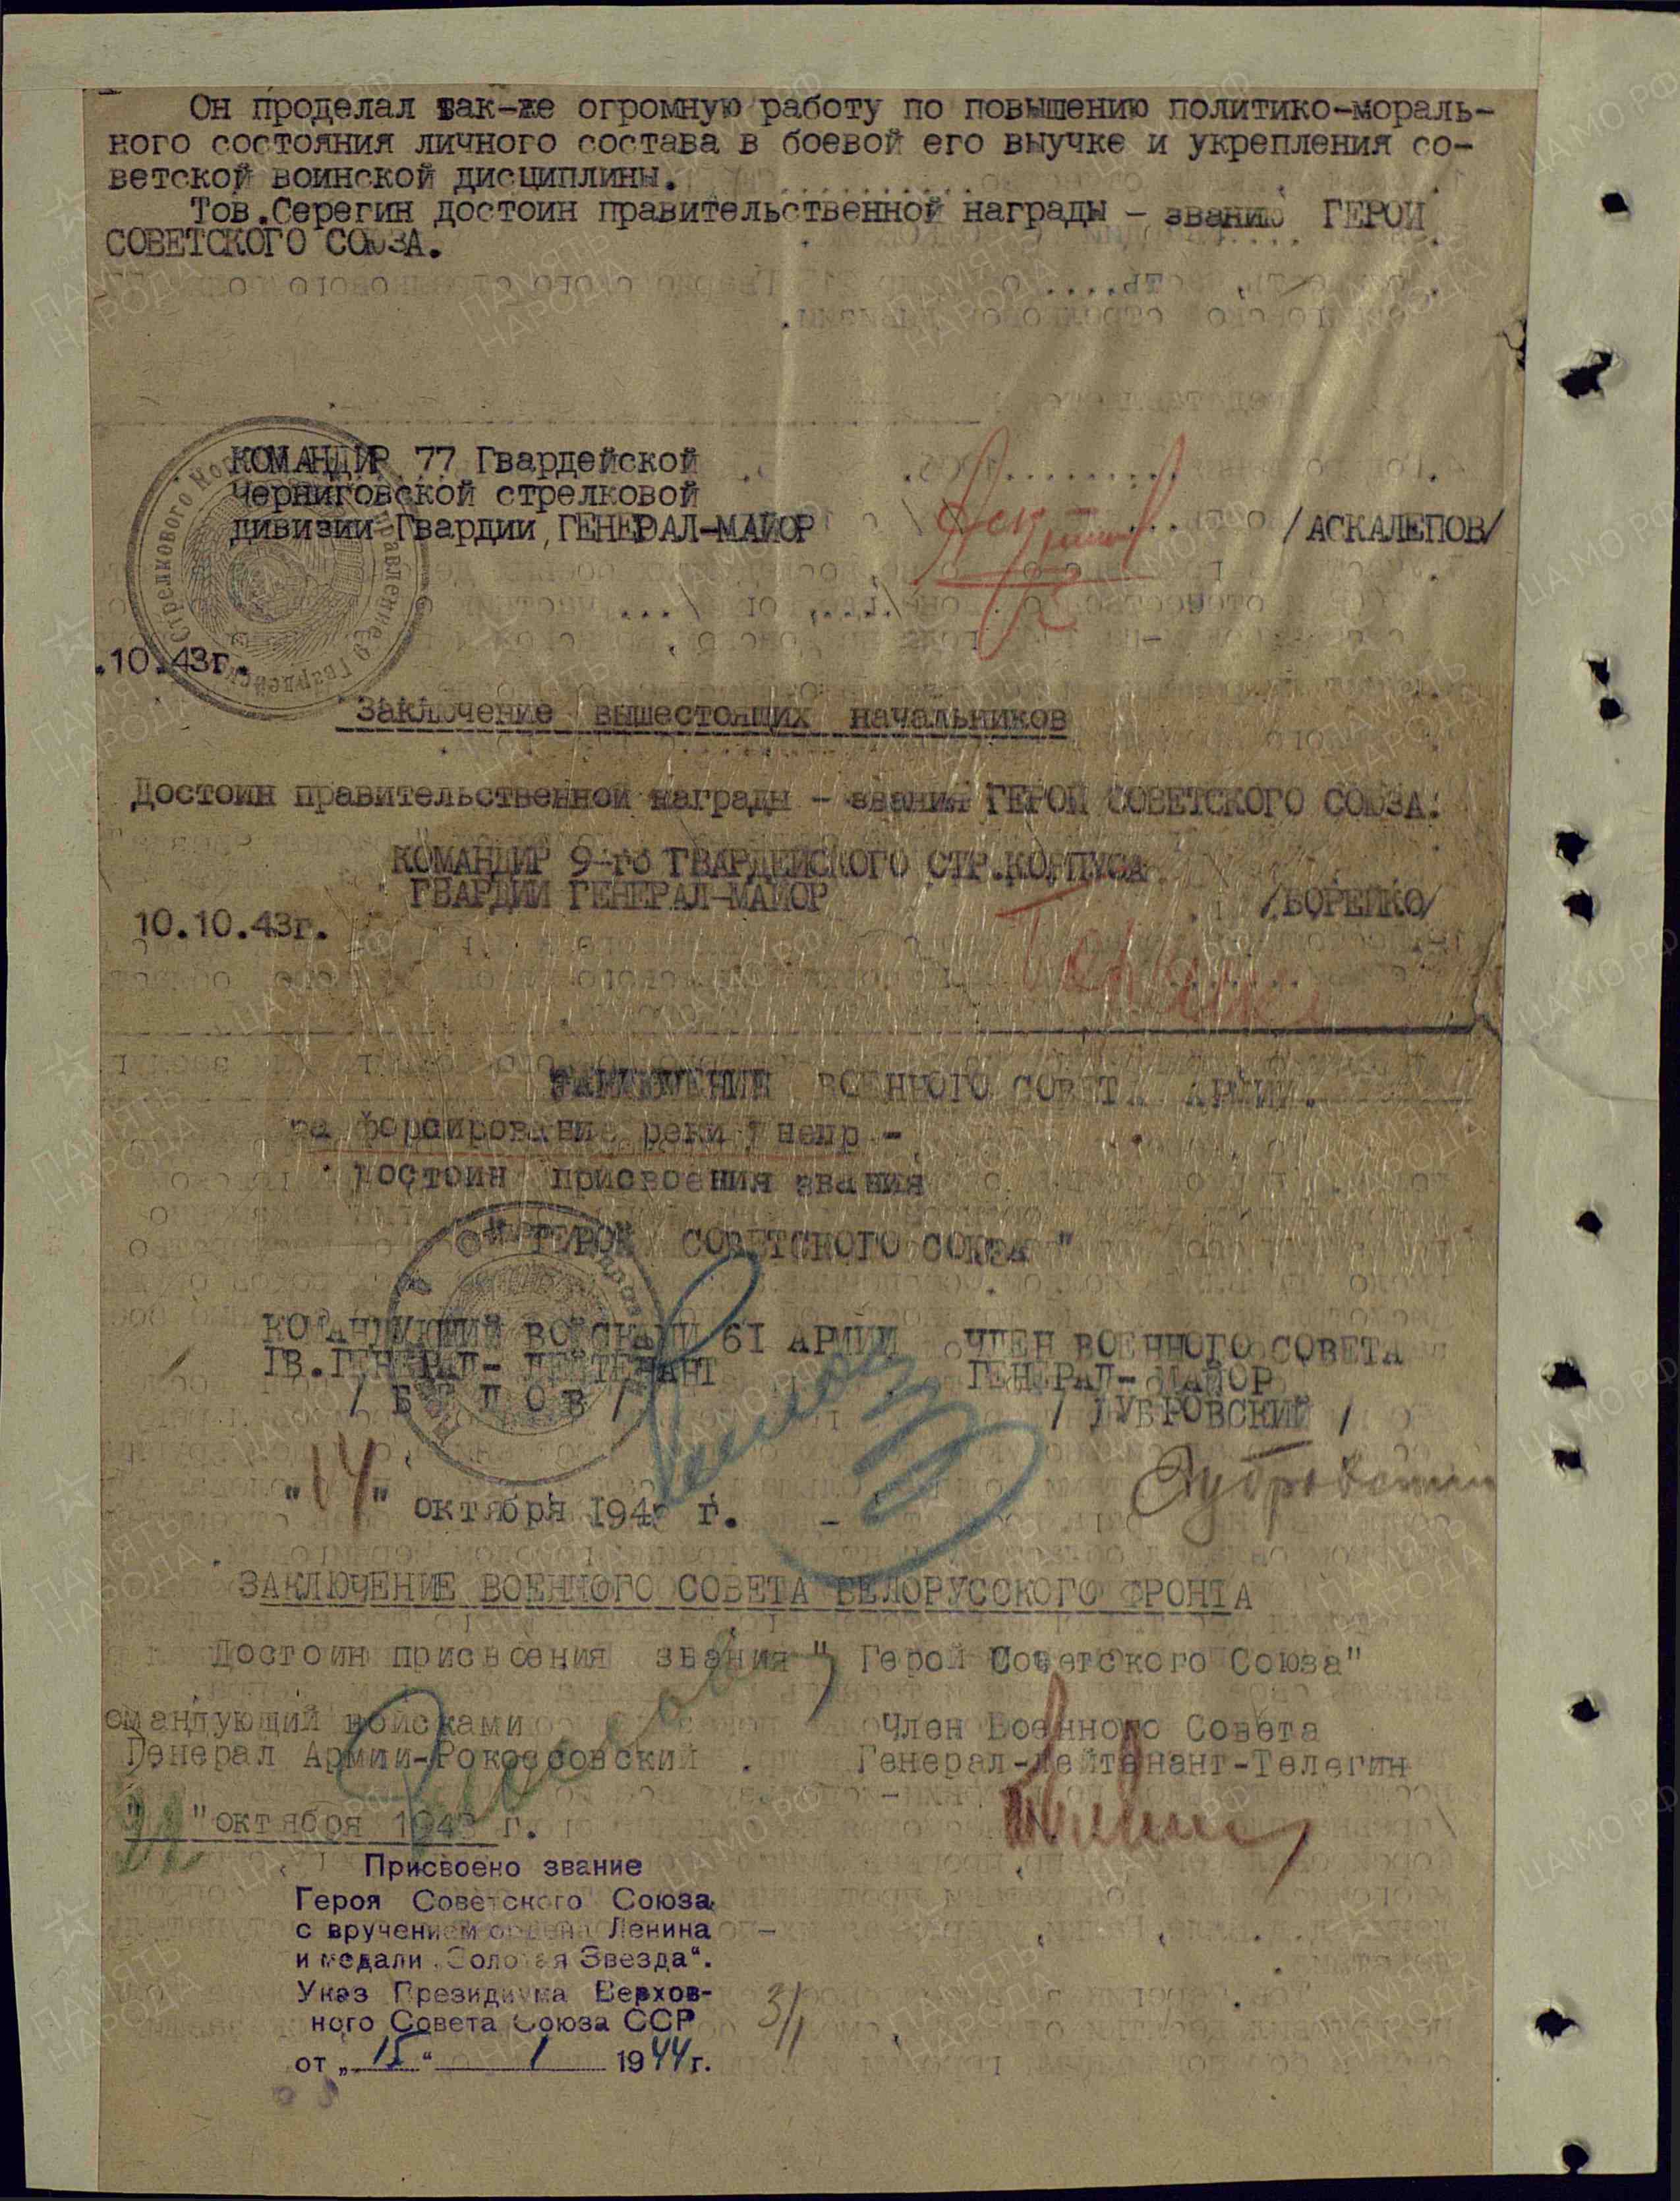 Он проделал так-же огромную работу по повышению политико-мораль-
ного состояния личного состава в боевой его выучке и укрепления со-
ветской воинской дисциплины.
Тов.Серегин достоин правительственной награды - званию ГЕРОЙ
СОВЕТСКОГО СОЮЗА.
КОМАНДИР 77 Гвардейской
Черниговской стрелковой
дивизии Гвардии, ГЕНЕРАЛ-МАЙОР /АСКАЛЕПОВ/
.10.43г.
Заключение вышестоящих начальников
Достоин правительственной награды - звания ГЕРОЙ СОВЕТСКОГО СОЮЗА.
КОМАНДИР 9-го ГВАРДЕЙСКОГО СТР.КОРПУСА
ГВАРДИИ ГЕНЕРАЛ-МАЙОР /БОРЕЙКО/
10.10.43г.
ЗАКЛЮЧЕНИЕ ВОЕННОГО СОВЕТА АРМИИ.
за форсирование реки Днепр -
достоин присвоения звания
" ГЕРОЙ СОВЕТСКОГО СОЮЗА "
КОМАНДУЮЩИЙ ВОЙСКАМИ 61 АРМИИ
ГВ.ГЕНЕРАЛ- ЛЕЙТЕНАНТ
/ Б Е Л О В /
ЧЛЕН ВОЕННОГО СОВЕТА
ГЕНЕРАЛ- МАЙОР
/ ДУБРОВСКИЙ /
"14" октября 1943 г.
ЗАКЛЮЧЕНИЕ ВОЕННОГО СОВЕТА БЕЛОРУССКОГО ФРОНТА
Достоин присвоения звания " Герой Советского Союза"
омандующий войсками
Генерал Армии-Рокоссовский .
Член Военного Совета
Генерал-Лейтенант-Телегин
" "октября 1943 г.
Присвоено звание
Героя Советского Союза
с вручением ордена Ленина
и медали „Золотая Звезда“.
Указ Президиума Верхов-
ного Совета Союза ССР
от „15“ 1 1944 г.
3/1